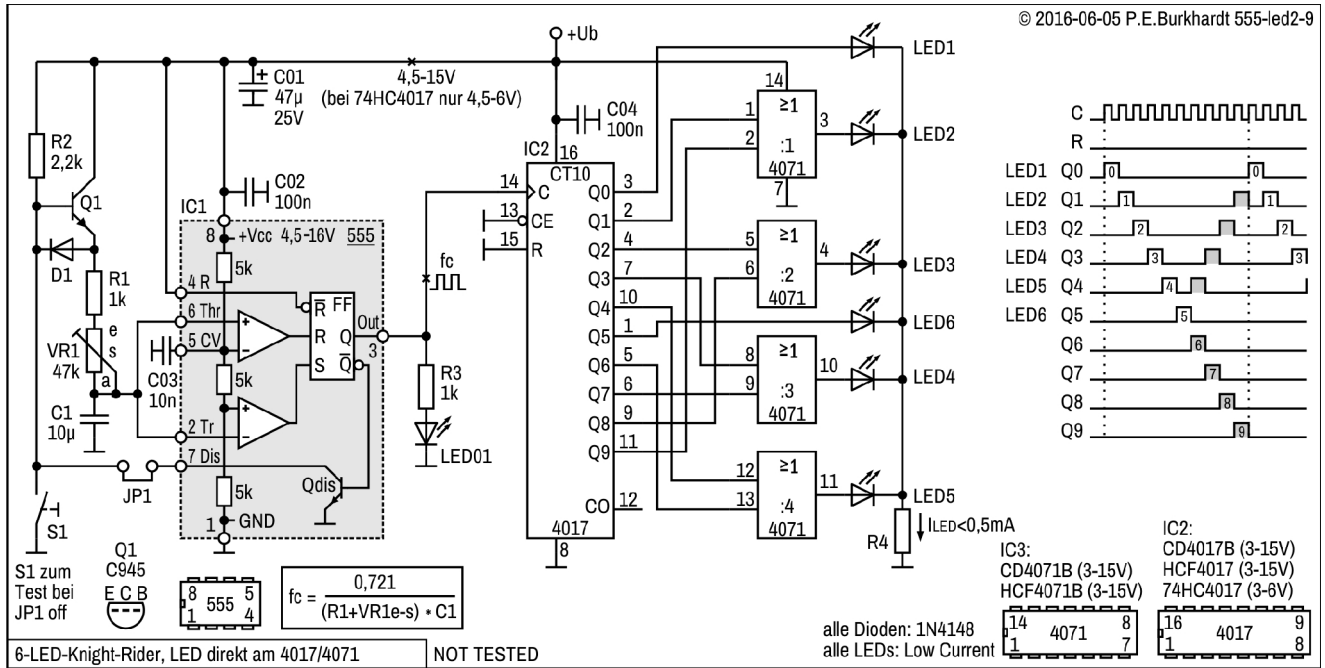 © 2016-06-05 P.E.Burkhardt 555-led2-9
+Ub
LED1
C01
47µ
25V
4,5-15V
(bei 74HC4017 nur 4,5-6V)
C04
100n
14
≥1
1
2
:1
3
4071
7
LED2
R2
2,2k
Q1
C02
100n
D1
R1
1k
VR1
47k
e
s
a
C1
10µ
C03
10n
IC1
8
+Vcc 4,5-16V 555
5k
4 R
6 Thr
5 CV
5k
2 Tr
7 Dis
5k
1
GND
R FF
R Q
S Q
Out
3
Qdis
JP1
S1
S1 zum
Test bei
JP1 off
fc
R3
1k
LED01
IC2
16
CT10
14
C
13
CE
15
R
Q0 3
Q1 2
Q2 4
Q3 7
Q4 10
Q5 1
Q6 5
Q7 6
Q8 9
Q9 11
CO 12
4017
8
5
6
≥1
:2
4071
4
LED3
LED6
8
9
≥1
:3
4071
10
LED4
12
13
≥1
:4
4071
11
LED5
R4
ILED<0,5mA
C
R
LED1 Q0 0 0
LED2 Q1 1 1
LED3 Q2 2 2
LED4 Q3 3 3
LED5 Q4 4
LED6 Q5 5
Q6 6
Q7 7
Q8 8
Q9 9
Q1
C945
E C B
8 5
555
1 4
fc = 0,721
(R1+VR1e-s) • C1
IC3:
CD4071B (3-15V)
HCF4071B (3-15V)
14 8
4071
1 7
IC2:
CD4017B (3-15V)
HCF4017 (3-15V)
74HC4017 (3-6V)
16 9
4017
1 8
alle Dioden: 1N4148
alle LEDs: Low Current
6-LED-Knight-Rider, LED direkt am 4017/4071
NOT TESTED